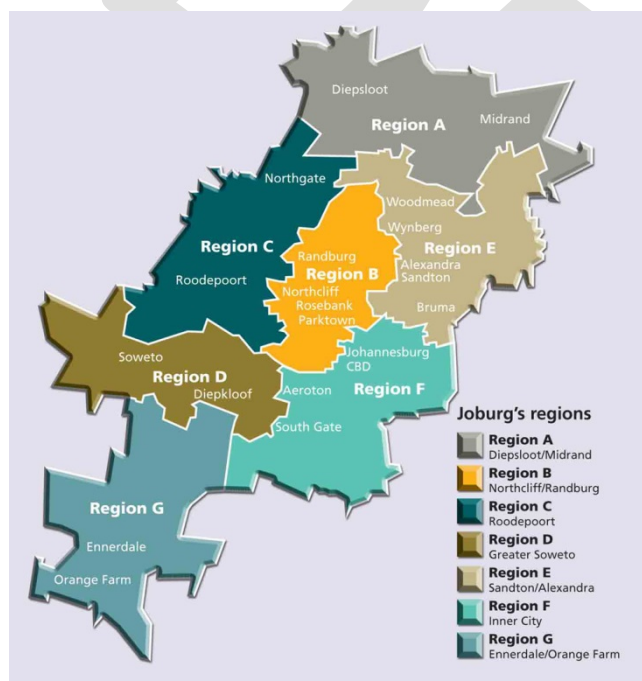 Diepsloot
Midrand
Region A
Northgate
Woodmead
Wynberg
Region C
Region E
Randburg
Region B
Alexandra
Sandton
Roodepoort
Northcliff
Rosebank
Parktown
Bruma
Soweto
Johannesburg
CBD
Region D
Diepkloof
Aeroton
Region F
South Gate
Region G
Ennerdale
Orange Farm
Joburg's regions
Region A
Diepsloot/Midrand
Region B
Northcliff/Randburg
Region C
Roodepoort
Region D
Greater Soweto
Region E
Sandton/Alexandra
Region F
Inner City
Region G
Ennerdale/Orange Farm